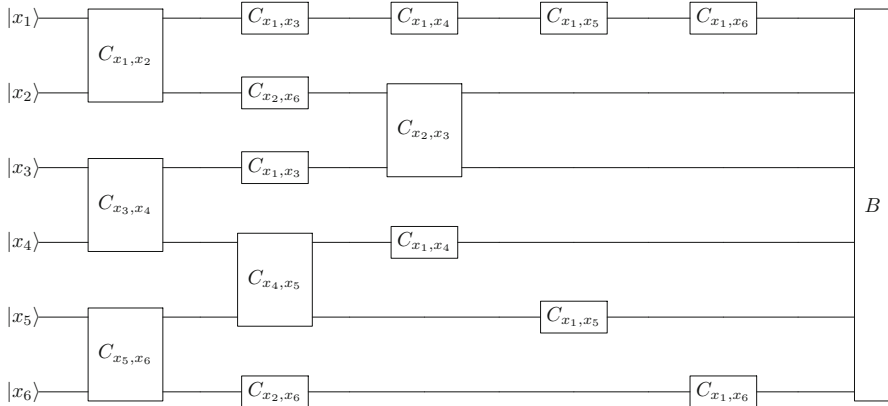 |x₁⟩ C_{x₁,x₂} C_{x₁,x₃} C_{x₁,x₄} C_{x₁,x₅} C_{x₁,x₆}
|x₂⟩ C_{x₂,x₆} C_{x₂,x₃}
|x₃⟩ C_{x₃,x₄} C_{x₁,x₃} B
|x₄⟩ C_{x₄,x₅} C_{x₁,x₄}
|x₅⟩ C_{x₅,x₆} C_{x₁,x₅}
|x₆⟩ C_{x₂,x₆} C_{x₁,x₆}